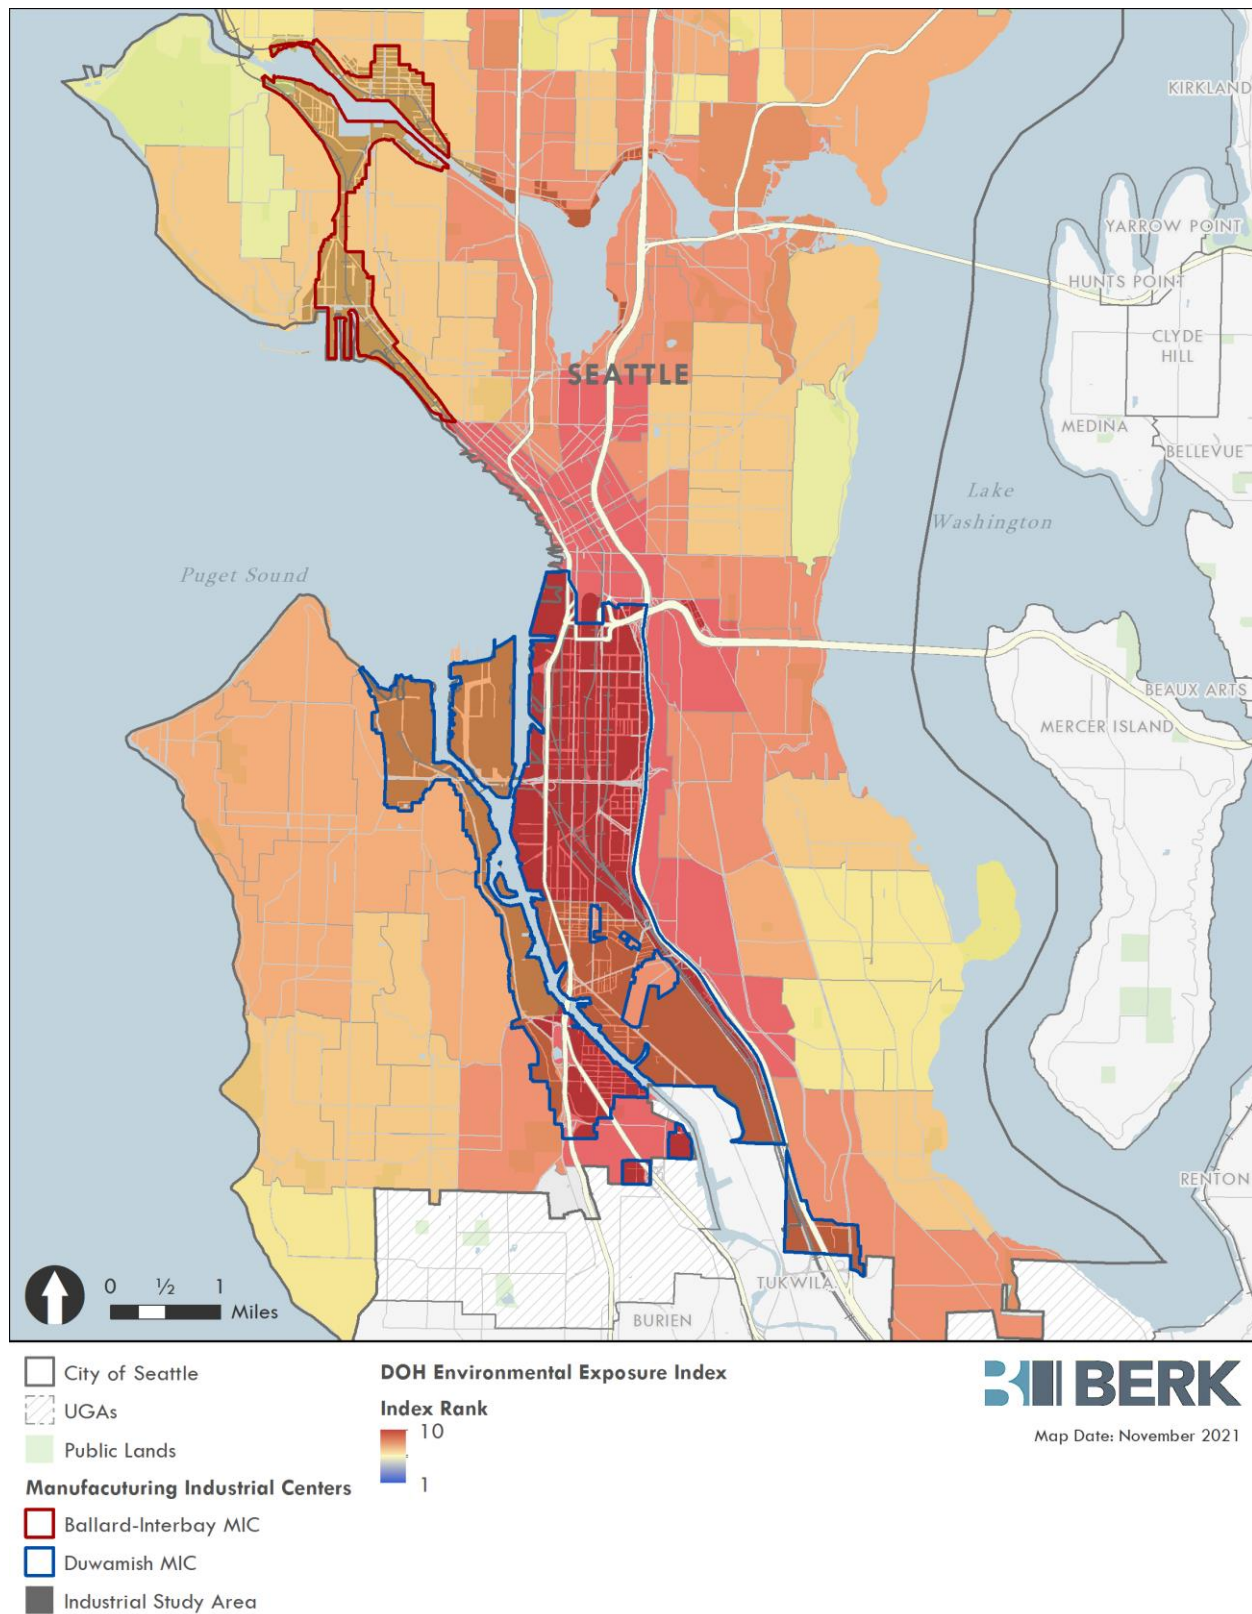 KIRKLAND
YARROW POINT
HUNTS POINT
CLYDE
HILL
SEATTLE
MEDINA
BELLEVUE
Lake
Washington
Puget Sound
BEAUX ARTS
MERCER ISLAND
RENTON
TUKWILA
BURIEN
0 ½ 1
Miles
City of Seattle
UGAs
Public Lands
Manufacuturing Industrial Centers
Ballard-Interbay MIC
Duwamish MIC
Industrial Study Area
DOH Environmental Exposure Index
Index Rank
10
1
BERK
Map Date: November 2021